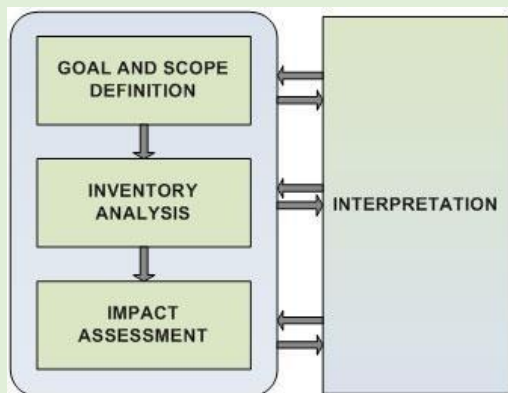 GOAL AND SCOPE
DEFINITION
INVENTORY
ANALYSIS
IMPACT
ASSESSMENT
INTERPRETATION